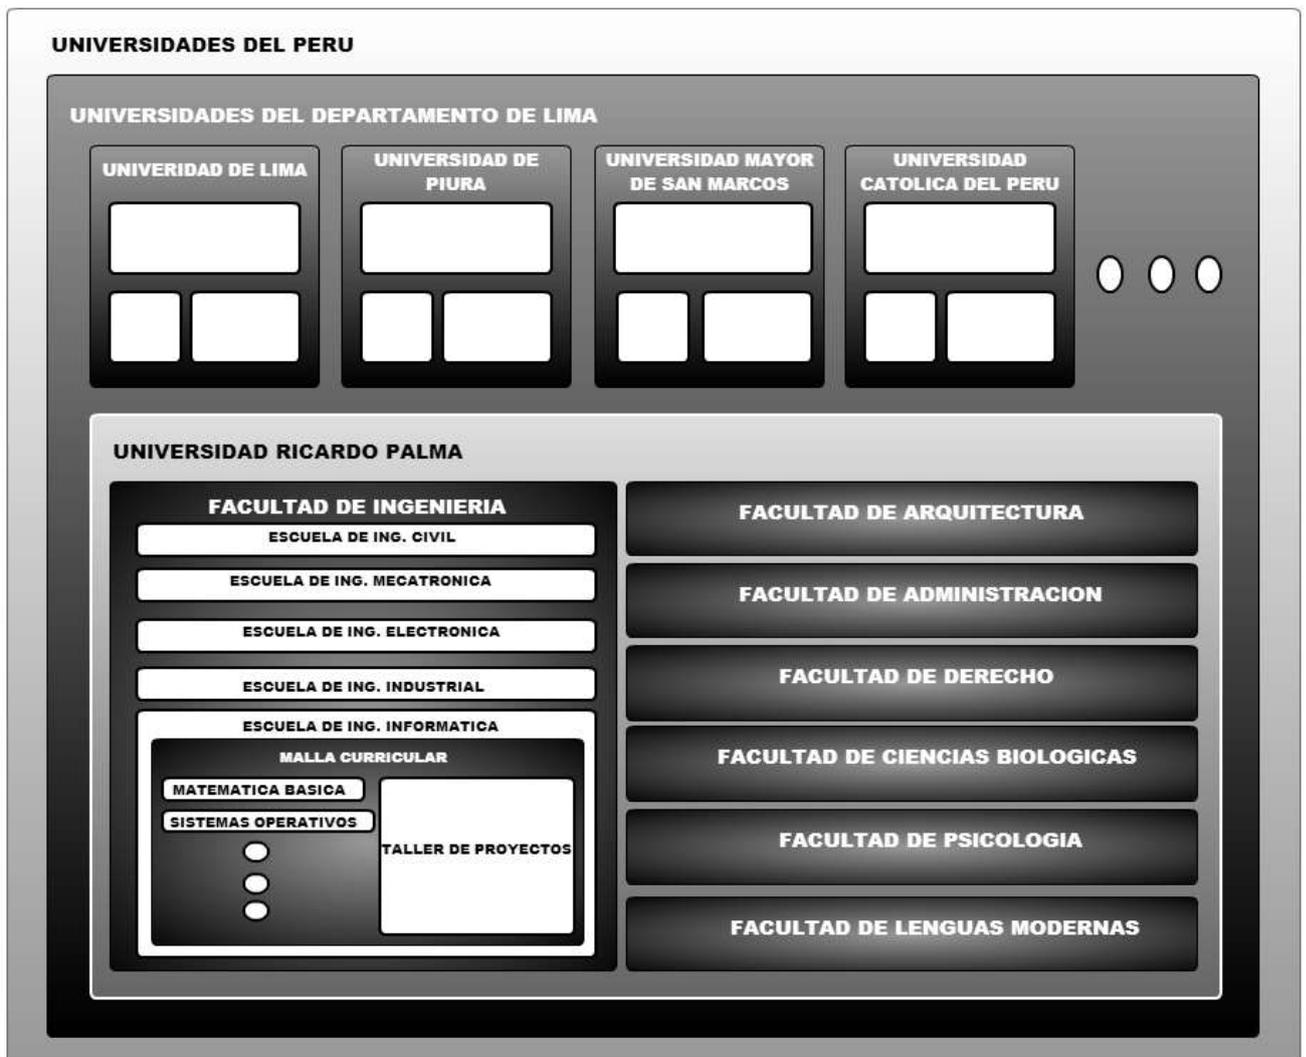 UNIVERSIDADES DEL PERU
UNIVERSIDADES DEL DEPARTAMENTO DE LIMA
UNIVERIDAD DE LIMA
UNIVERSIDAD DE
PIURA
UNIVERSIDAD MAYOR
DE SAN MARCOS
UNIVERSIDAD
CATOLICA DEL PERU
UNIVERSIDAD RICARDO PALMA
FACULTAD DE INGENIERIA
ESCUELA DE ING. CIVIL
ESCUELA DE ING. MECATRONICA
ESCUELA DE ING. ELECTRONICA
ESCUELA DE ING. INDUSTRIAL
ESCUELA DE ING. INFORMATICA
MALLA CURRICULAR
MATEMATICA BASICA
SISTEMAS OPERATIVOS
TALLER DE PROYECTOS
FACULTAD DE ARQUITECTURA
FACULTAD DE ADMINISTRACION
FACULTAD DE DERECHO
FACULTAD DE CIENCIAS BIOLOGICAS
FACULTAD DE PSICOLOGIA
FACULTAD DE LENGUAS MODERNAS